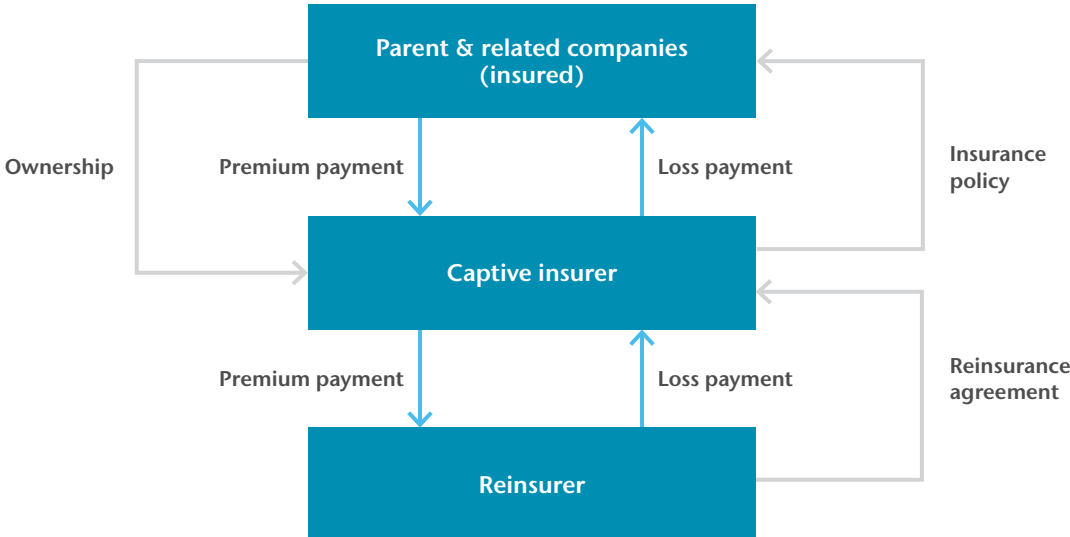 Parent & related companies
(insured)
Ownership
Premium payment
Loss payment
Insurance
policy
Captive insurer
Premium payment
Loss payment
Reinsurance
agreement
Reinsurer